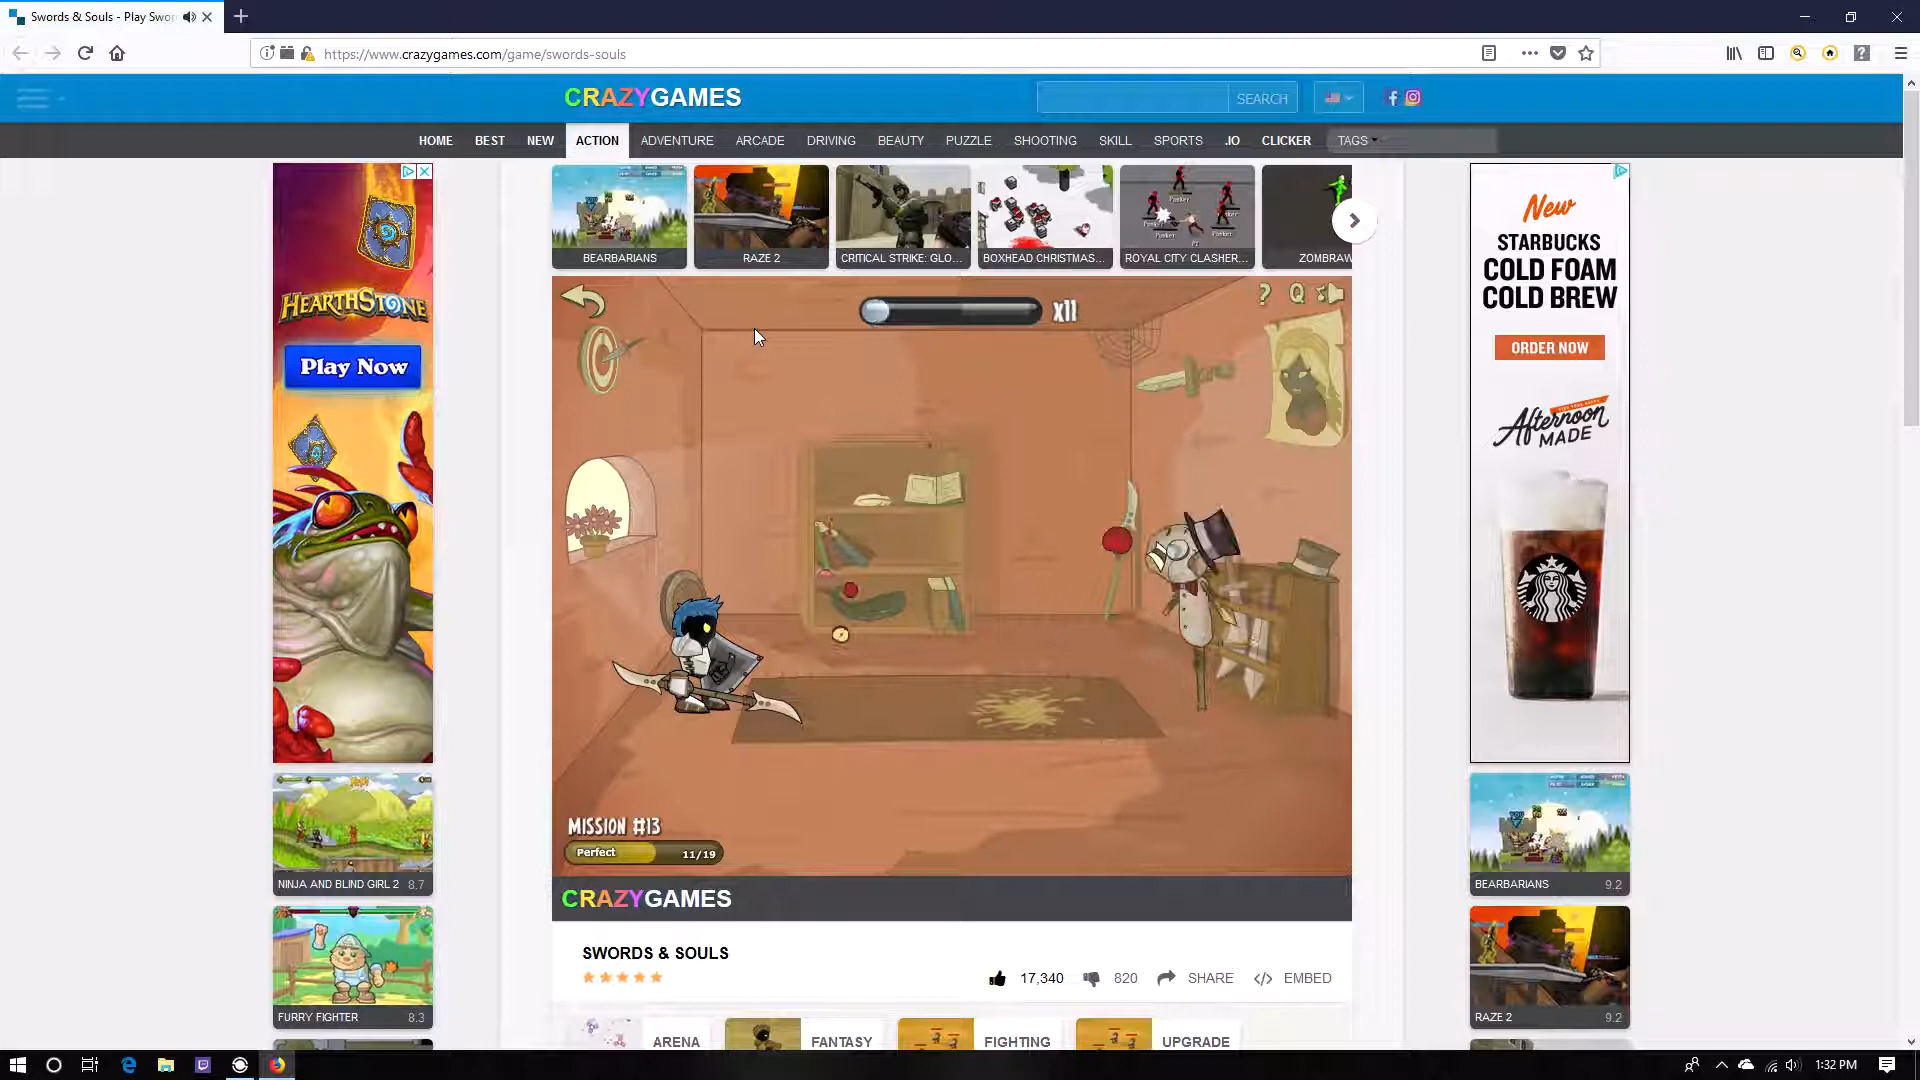 Swords & Souls - Play Swor
https://www.crazygames.com/game/swords-souls
CRAZYGAMES
SEARCH
HOME BEST NEW ACTION ADVENTURE ARCADE DRIVING BEAUTY PUZZLE SHOOTING SKILL SPORTS .IO CLICKER TAGS
BEARBARIANS
RAZE 2
CRITICAL STRIKE: GLO...
BOXHEAD CHRISTMAS...
ROYAL CITY CLASHER...
ZOMBRAW
HEARTHSTONE
Play Now
x11
? Q
MISSION #13
Perfect 11/19
CRAZYGAMES
SWORDS & SOULS
17,340 820 SHARE EMBED
ARENA FANTASY FIGHTING UPGRADE
NINJA AND BLIND GIRL 2 8.7
FURRY FIGHTER 8.3
New
STARBUCKS
COLD FOAM
COLD BREW
ORDER NOW
Afternoon
MADE
BEARBARIANS 9.2
RAZE 2 9.2
1:32 PM